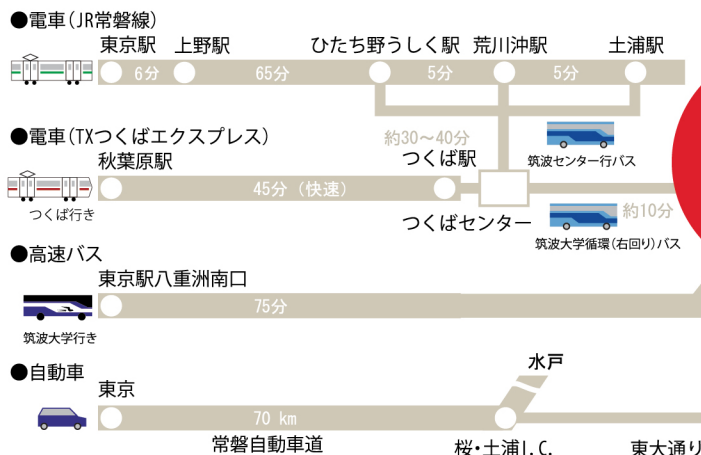 ●電車(JR常磐線)
東京駅 上野駅 ひたち野うしく駅 荒川沖駅 土浦駅
6分 65分 5分 5分
約30～40分
筑波センター行バス
●電車(TXつくばエクスプレス)
秋葉原駅 つくば駅
45分（快速）
つくば行き
つくばセンター
約10分
筑波大学循環(右回り)バス
●高速バス
東京駅八重洲南口
75分
筑波大学行き
●自動車
水戸
東京
70 km
常磐自動車道 桜・土浦I.C. 東大通り